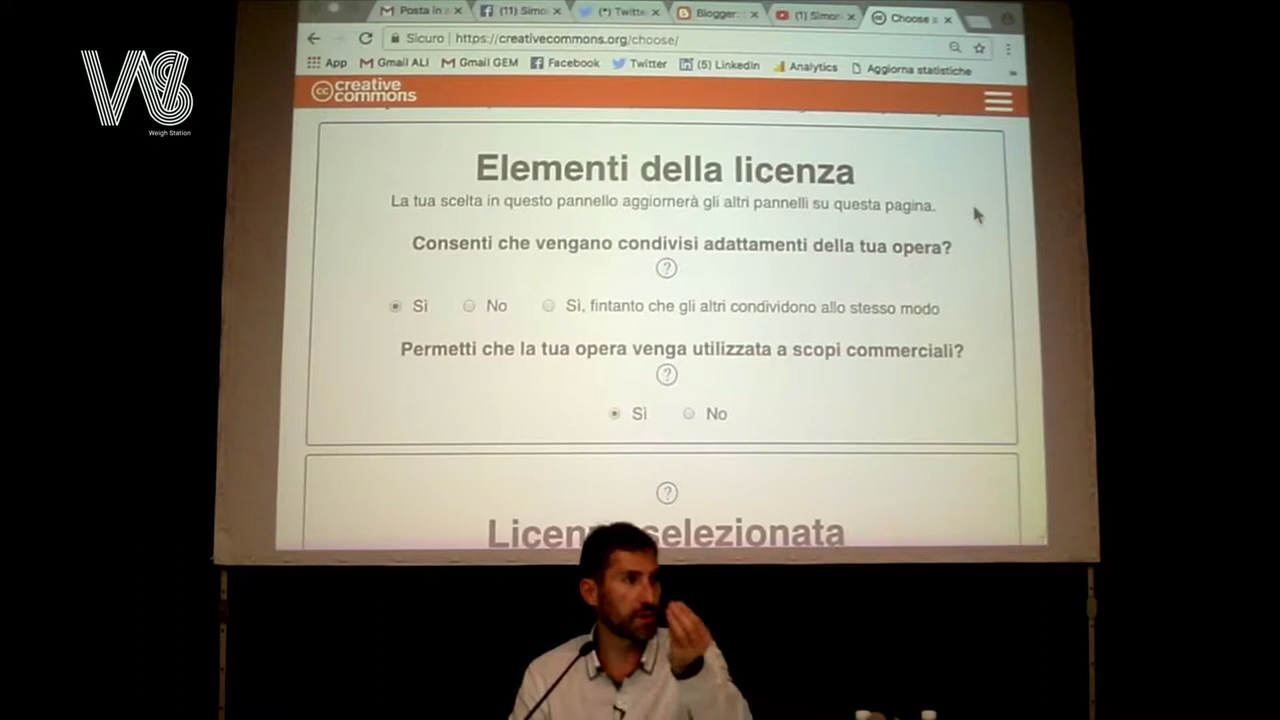 WS
Weigh Station
Posta in a
(11) Simo
(*) Twitte
Blogger:
(1) Simon
Choose a
Sicuro | https://creativecommons.org/choose/
App Gmail ALI Gmail GEM Facebook Twitter (5) LinkedIn Analytics Aggiorna statistiche »
cc creative
commons
Elementi della licenza
La tua scelta in questo pannello aggiornerà gli altri pannelli su questa pagina.
Consenti che vengano condivisi adattamenti della tua opera?
?
Sì No Sì, fintanto che gli altri condividono allo stesso modo
Permetti che la tua opera venga utilizzata a scopi commerciali?
?
Sì No
?
selezionata